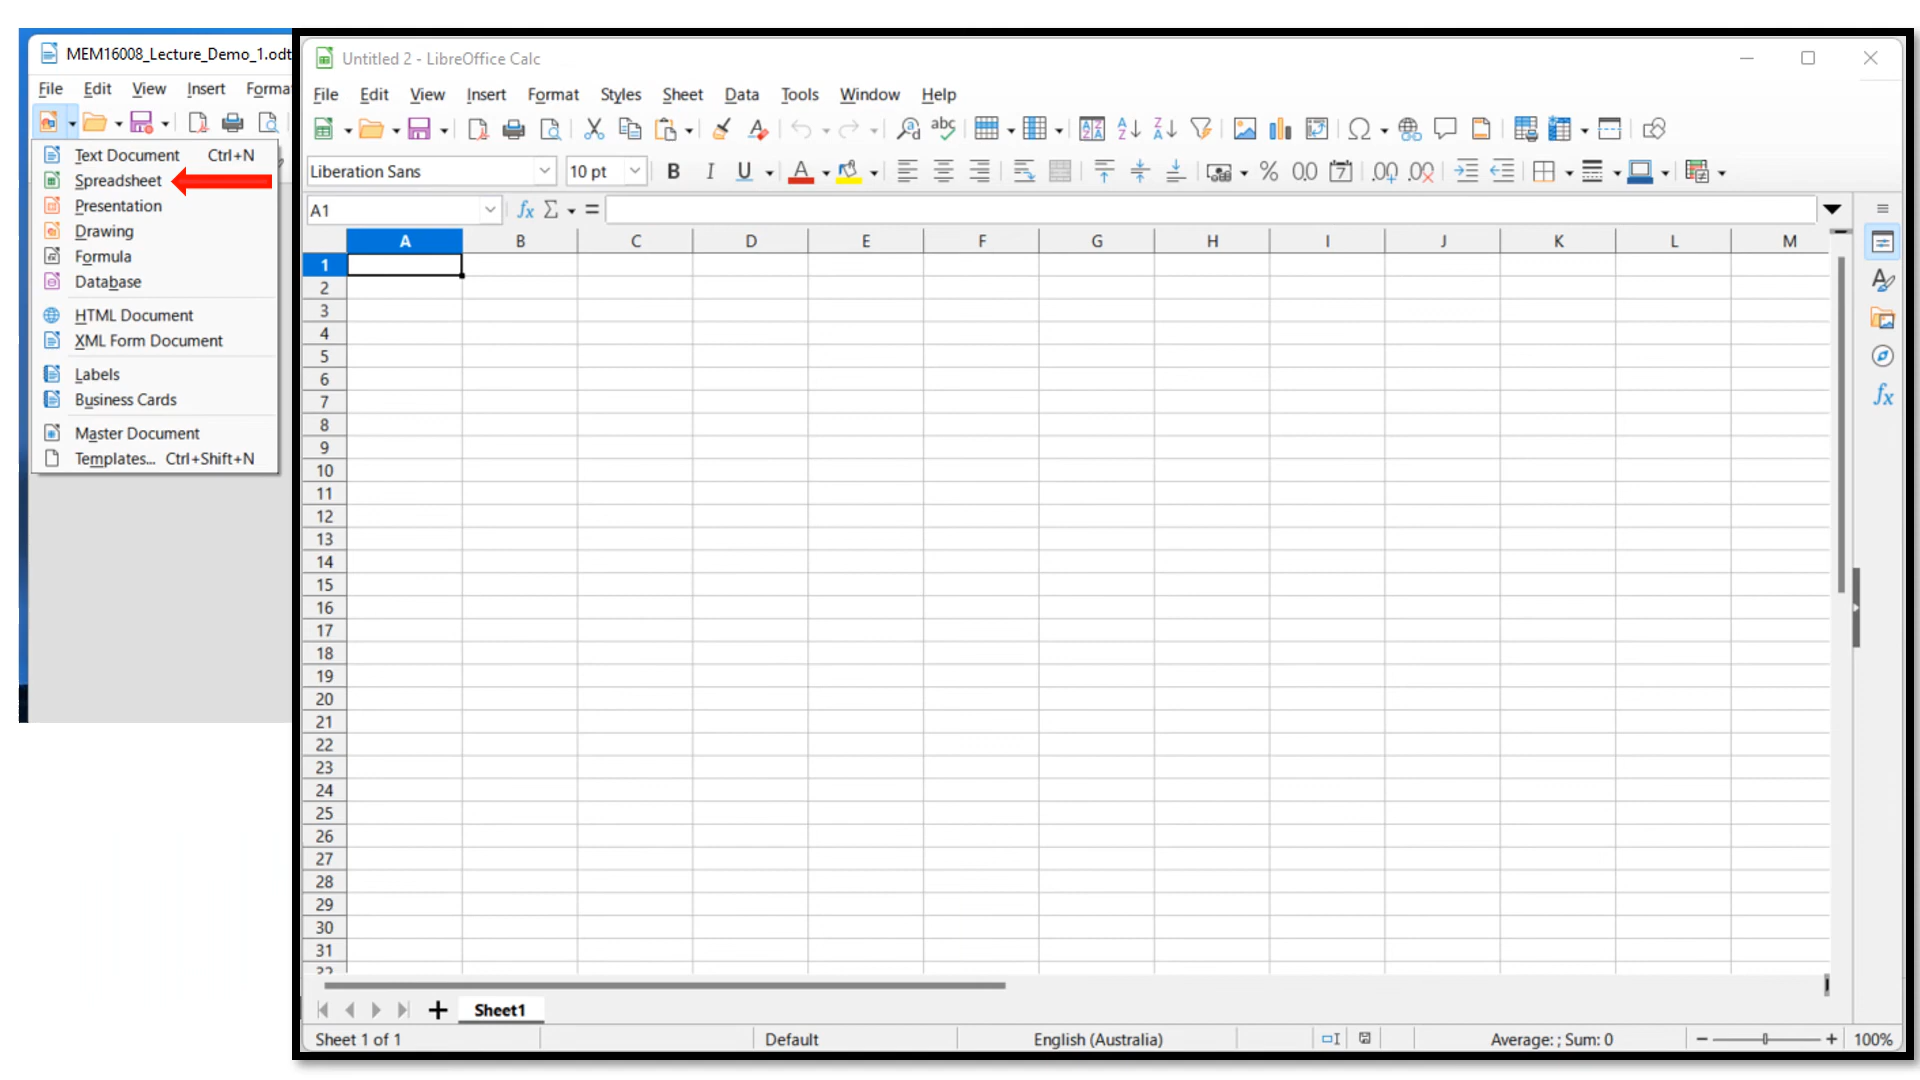 MEM16008_Lecture_Demo_1.odt
File Edit View Insert Forma
Text Document Ctrl+N
Spreadsheet
Presentation
Drawing
Formula
Database
HTML Document
XML Form Document
Labels
Business Cards
Master Document
Templates... Ctrl+Shift+N
Untitled 2 - LibreOffice Calc
File Edit View Insert Format Styles Sheet Data Tools Window Help
Liberation Sans 10 pt B I U
A1
A B C D E F G H I J K L M
1
2
3
4
5
6
7
8
9
10
11
12
13
14
15
16
17
18
19
20
21
22
23
24
25
26
27
28
29
30
31
32
Sheet1
Sheet 1 of 1 Default English (Australia) Average: ; Sum: 0 100%